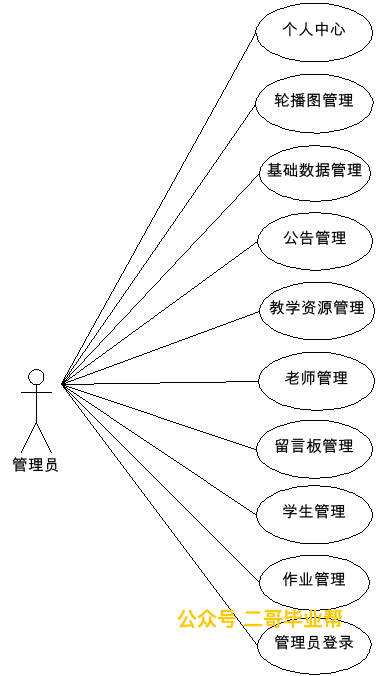 个人中心
轮播图管理
基础数据管理
公告管理
教学资源管理
老师管理
管理员
留言板管理
学生管理
作业管理
公众号 二哥毕业帮
管理员登录